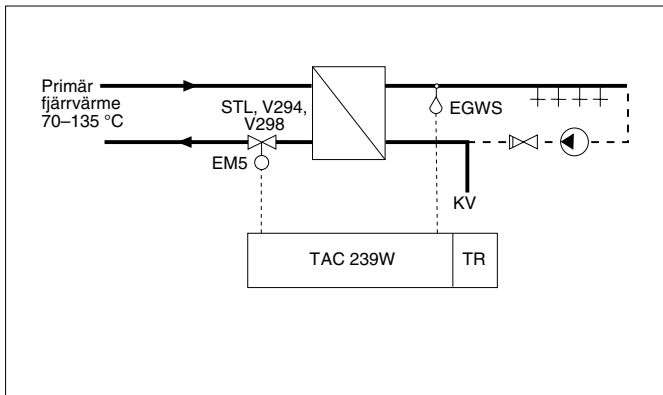 Primär
fjärrvärme
70–135 °C
STL, V294,
V298
EGWS
EM5
KV
TAC 239W
TR